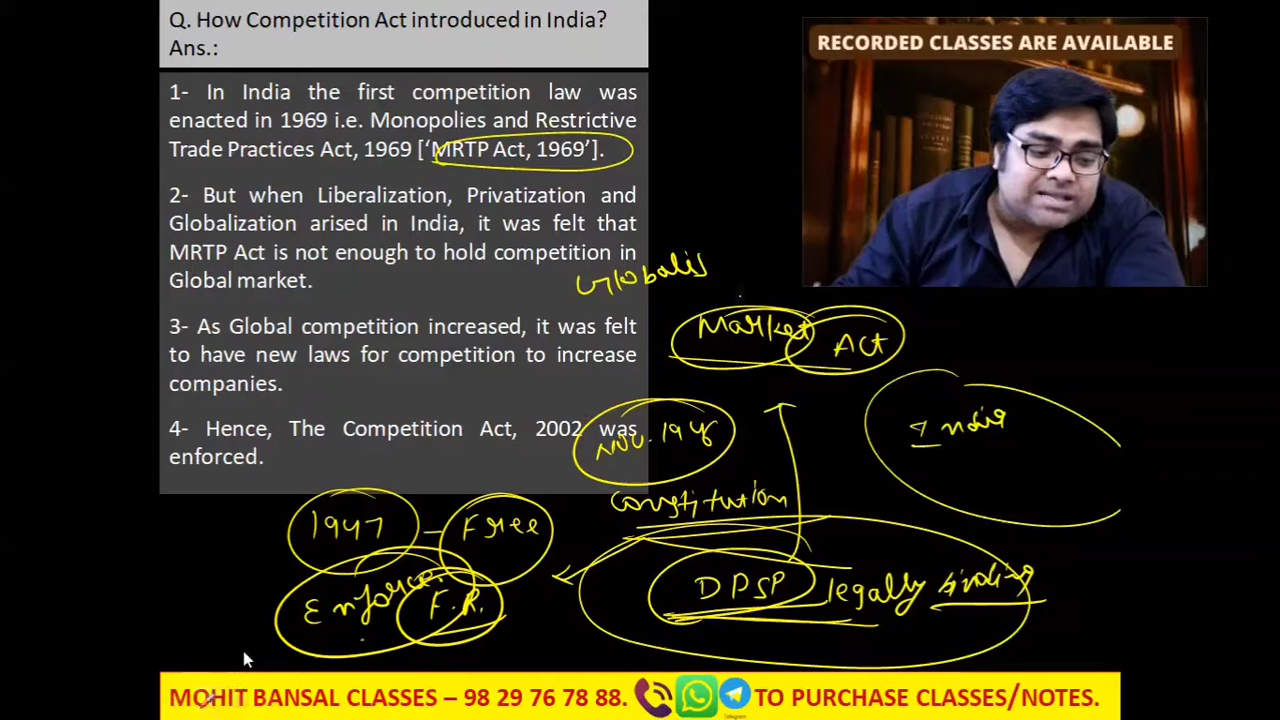 Q. How Competition Act introduced in India?
Ans.:
RECORDED CLASSES ARE AVAILABLE
1- In India the first competition law was
enacted in 1969 i.e. Monopolies and Restrictive
Trade Practices Act, 1969 [‘MRTP Act, 1969’].
2- But when Liberalization, Privatization and
Globalization arised in India, it was felt that
MRTP Act is not enough to hold competition in
Global market.
3- As Global competition increased, it was felt
to have new laws for competition to increase
companies.
4- Hence, The Competition Act, 2002 was
enforced.
Globalis
Market Act
India
Nov. 194
Constitution
1947 - Free
Enforce F.R.
DPSP legally binding
MOHIT BANSAL CLASSES – 98 29 76 78 88. TO PURCHASE CLASSES/NOTES.
Telegram